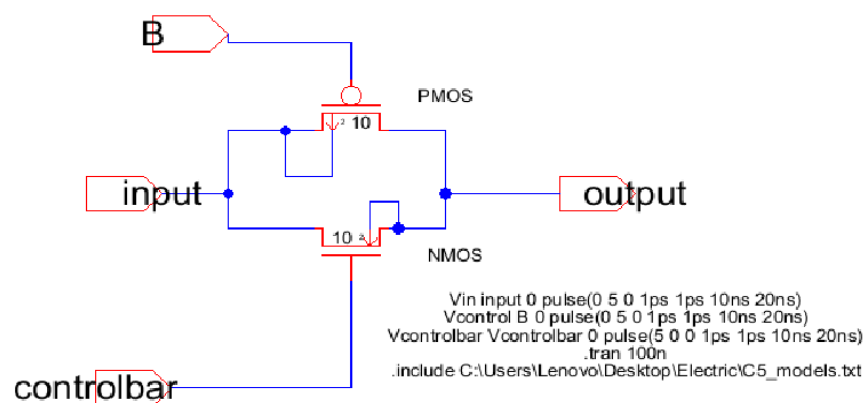 B
PMOS
2 10
input
output
10 2
NMOS
Vin input 0 pulse(0 5 0 1ps 1ps 10ns 20ns)
Vcontrol B 0 pulse(0 5 0 1ps 1ps 10ns 20ns)
Vcontrolbar Vcontrolbar 0 pulse(5 0 0 1ps 1ps 10ns 20ns)
.tran 100n
.include C:\Users\Lenovo\Desktop\Electric\C5_models.txt
controlbar